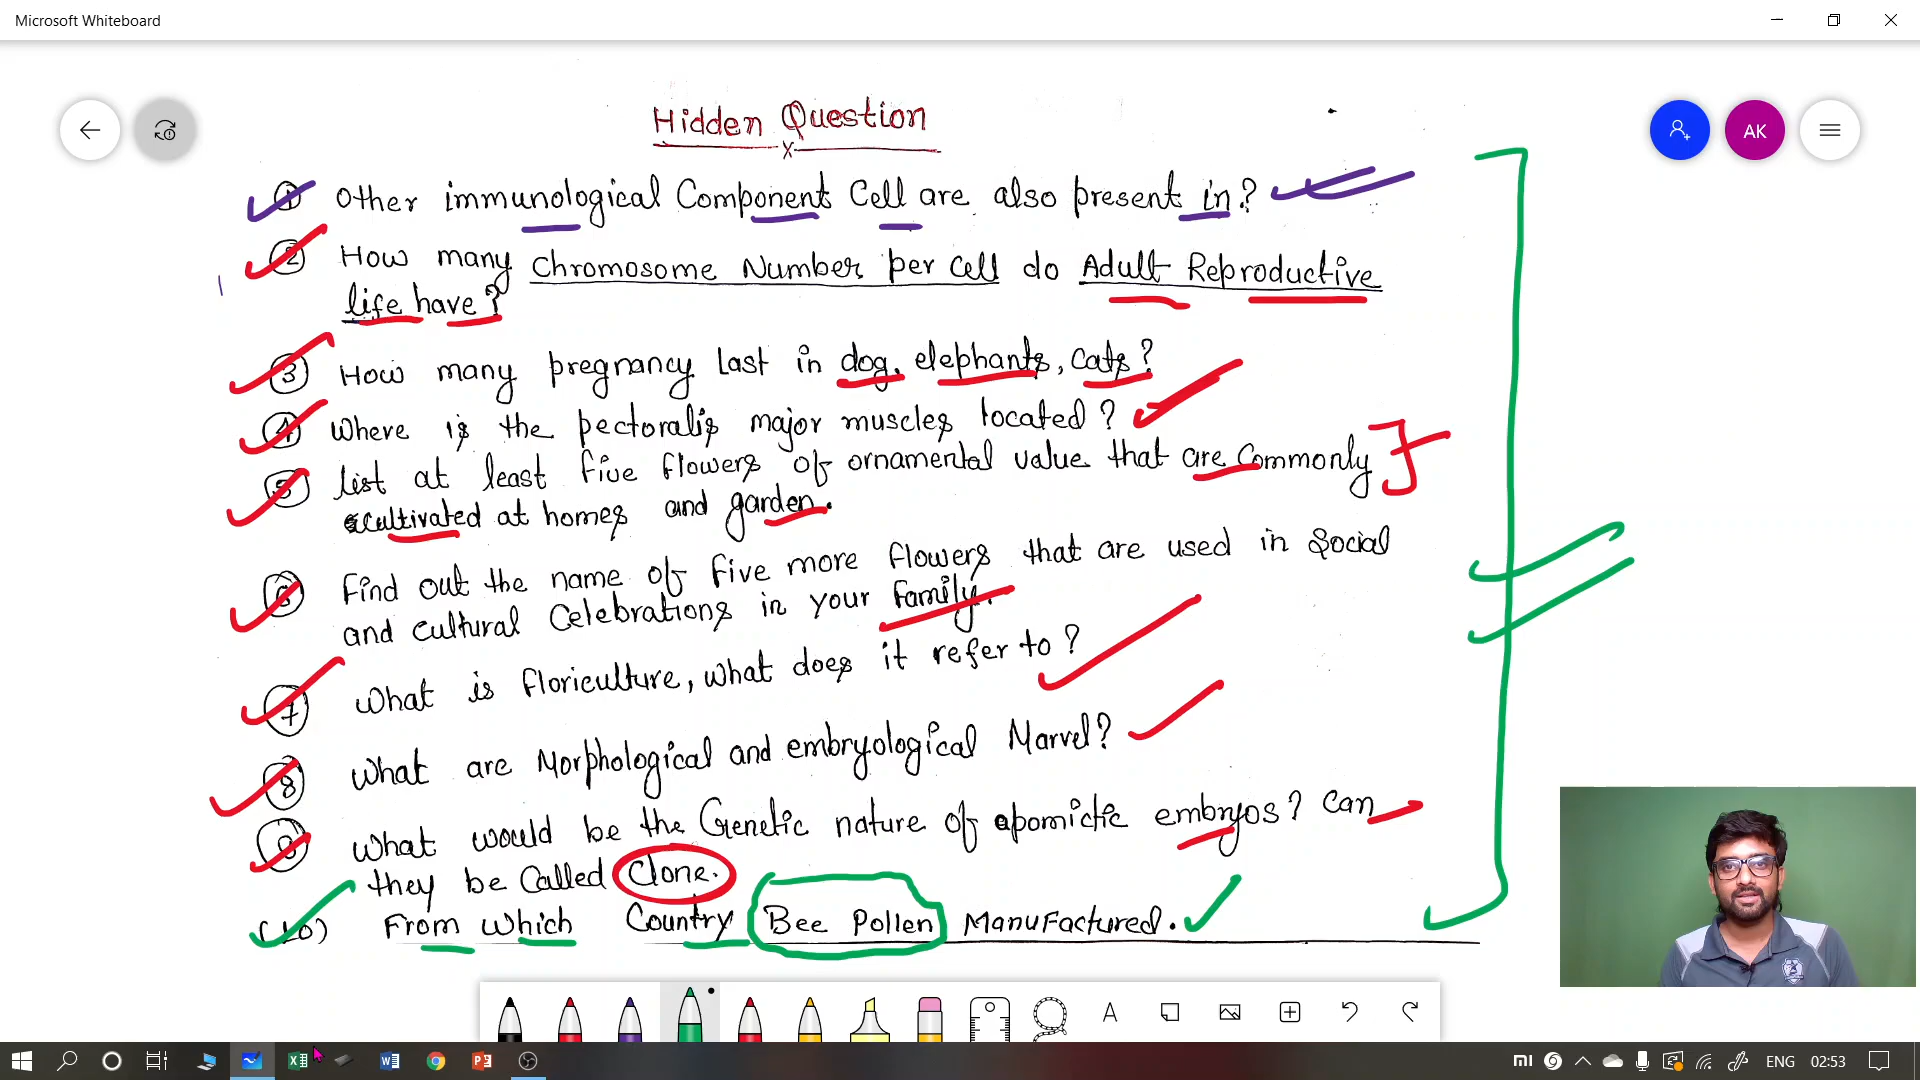 Microsoft Whiteboard
AK
Hidden Question
① Other immunological Component Cell are also present in?
② How many Chromosome Number per cell do Adult Reproductive
life have?
③ How many pregnancy last in dog, elephants, cats?
④ Where is the pectoralis major muscles located?
⑤ List at least five flowers of ornamental value that are Commonly
cultivated at homes and garden.
⑥ Find out the name of five more flowers that are used in Social
and cultural Celebrations in your family.
⑦ What is floriculture, what does it refer to?
⑧ What are Morphological and embryological Marvel?
⑨ What would be the Genetic nature of apomictic embryos? Can
they be Called Clone.
(10) From Which Country Bee Pollen Manufactured.
A
mi ENG 02:53